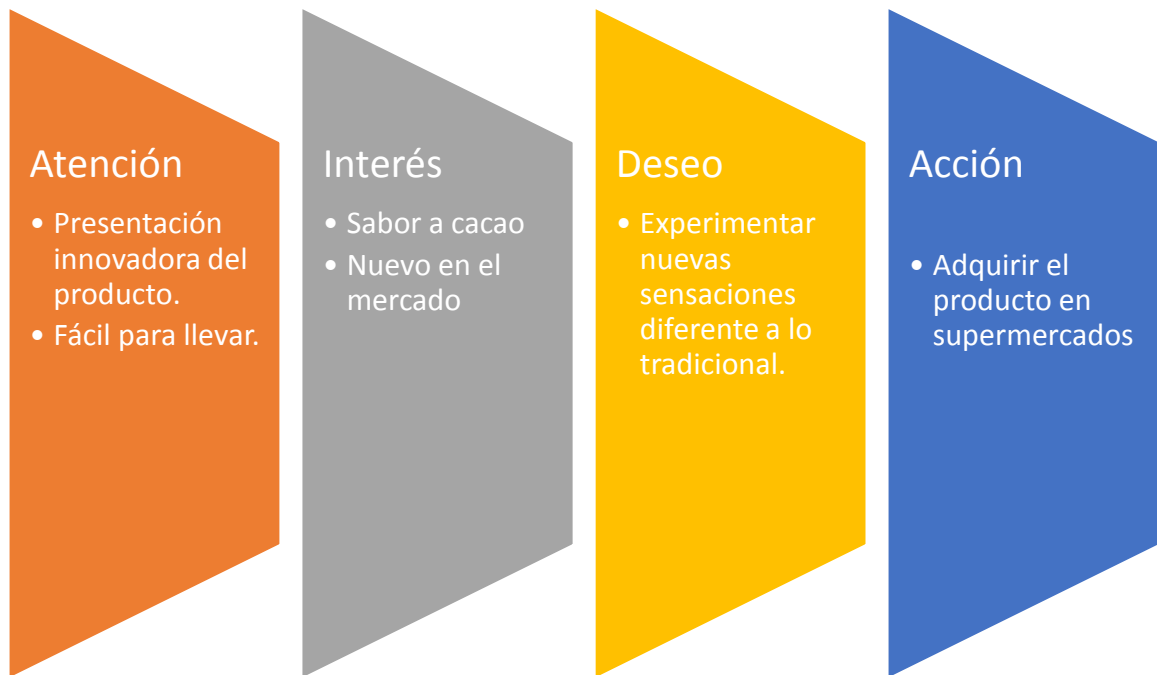 Atención
• Presentación
innovadora del
producto.
• Fácil para llevar.
Interés
• Sabor a cacao
• Nuevo en el
mercado
Deseo
• Experimentar
nuevas
sensaciones
diferente a lo
tradicional.
Acción
• Adquirir el
producto en
supermercados